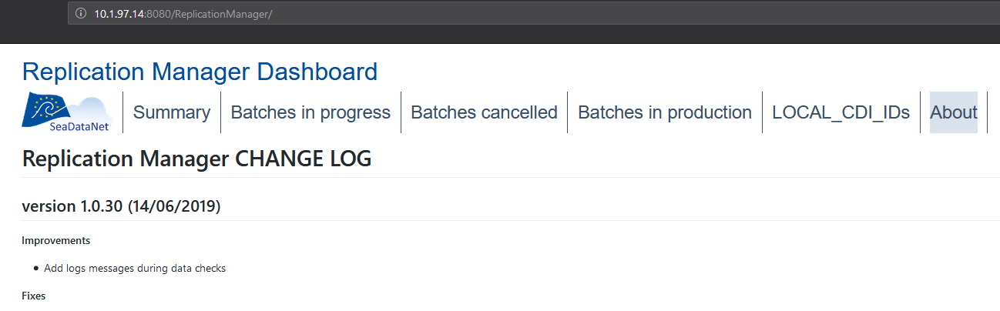 10.1.97.14:8080/ReplicationManager/
Replication Manager Dashboard
SeaDataNet
Summary
Batches in progress
Batches cancelled
Batches in production
LOCAL_CDI_IDs
About
Replication Manager CHANGE LOG
version 1.0.30 (14/06/2019)
Improvements
Add logs messages during data checks
Fixes